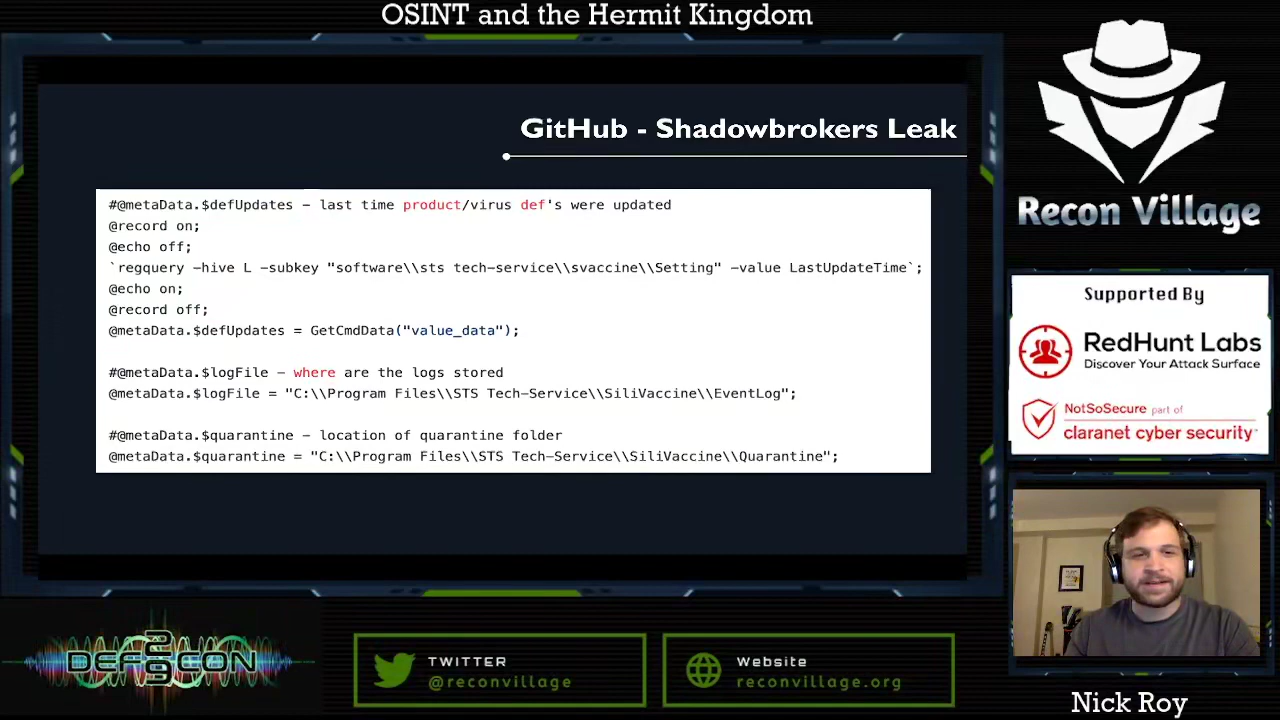 OSINT and the Hermit Kingdom
GitHub - Shadowbrokers Leak
#@metaData.$defUpdates - last time product/virus def's were updated
@record on;
@echo off;
`regquery -hive L -subkey "software\\sts tech-service\\svaccine\\Setting" -value LastUpdateTime`;
@echo on;
@record off;
@metaData.$defUpdates = GetCmdData("value_data");
#@metaData.$logFile - where are the logs stored
@metaData.$logFile = "C:\\Program Files\\STS Tech-Service\\SiliVaccine\\EventLog";
#@metaData.$quarantine - location of quarantine folder
@metaData.$quarantine = "C:\\Program Files\\STS Tech-Service\\SiliVaccine\\Quarantine";
Recon Village
Supported By
RedHunt Labs
Discover Your Attack Surface
NotSoSecure part of
claranet cyber security
DEFCON
29
TWITTER
@reconvillage
Website
reconvillage.org
Nick Roy